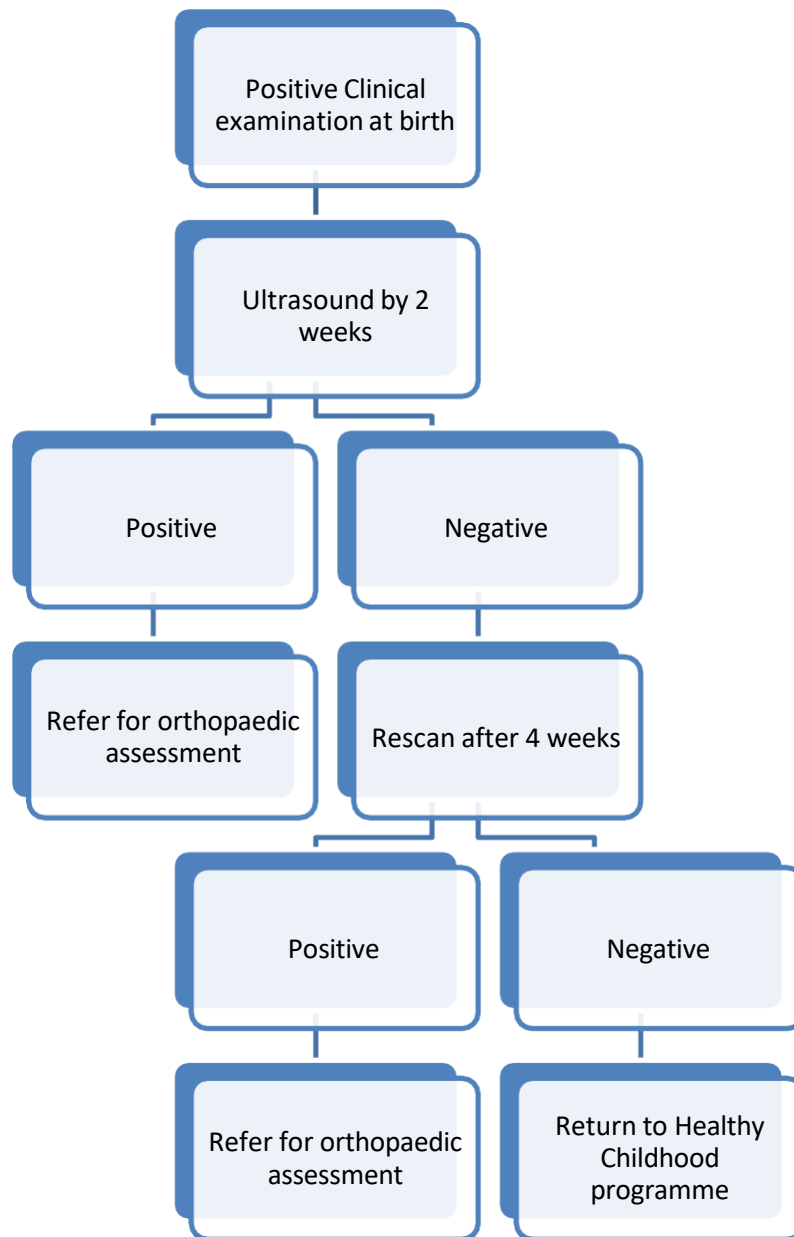 Positive Clinical
examination at birth
Ultrasound by 2
weeks
Positive
Negative
Refer for orthopaedic
assessment
Rescan after 4 weeks
Positive
Negative
Refer for orthopaedic
assessment
Return to Healthy
Childhood
programme